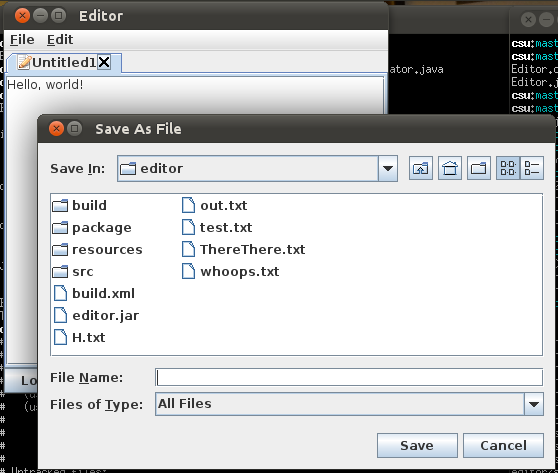 Editor
File Edit
Untitled1
Hello, world!
ator.java
csu:mast
csu:mast
Editor.
Editor.j
csu:mast
csu:mast
Save As File
Save In: editor
build
package
resources
src
build.xml
editor.jar
H.txt
out.txt
test.txt
ThereThere.txt
whoops.txt
File Name:
Files of Type: All Files
Save Cancel
Lo
(us
(u
# Untracked files: